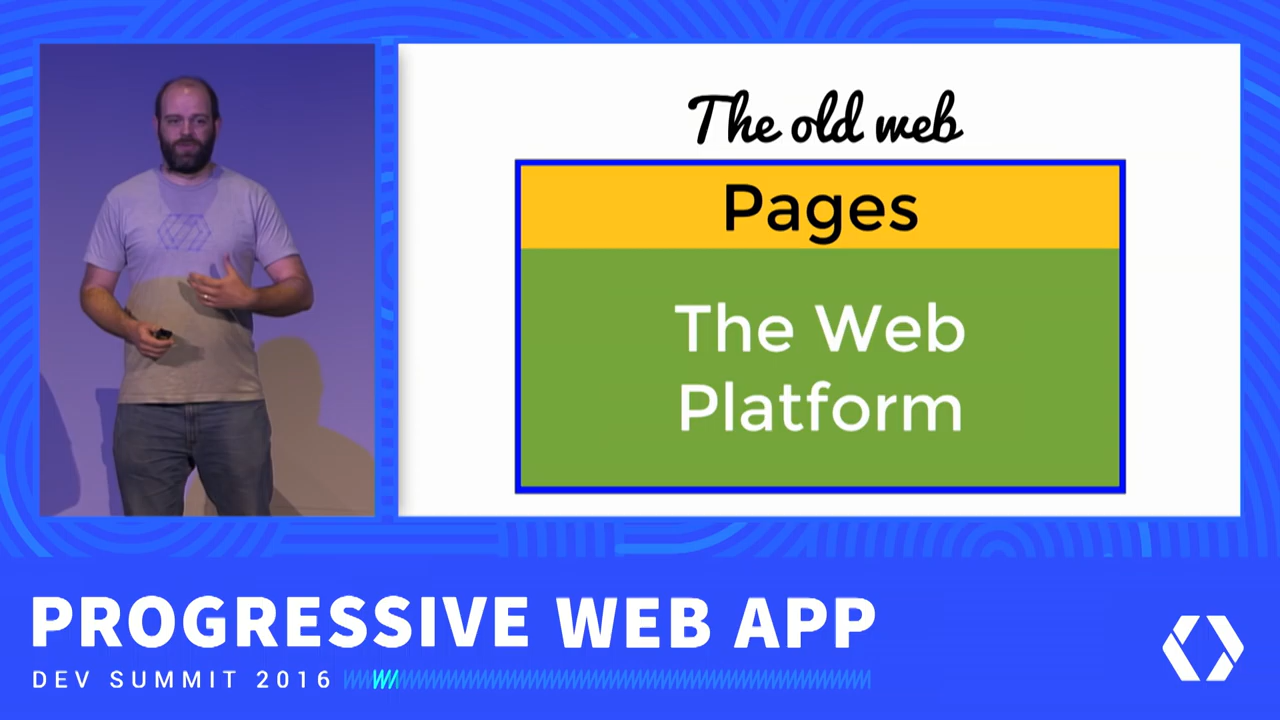 The old web
Pages
The Web
Platform
PROGRESSIVE WEB APP
DEV SUMMIT 2016